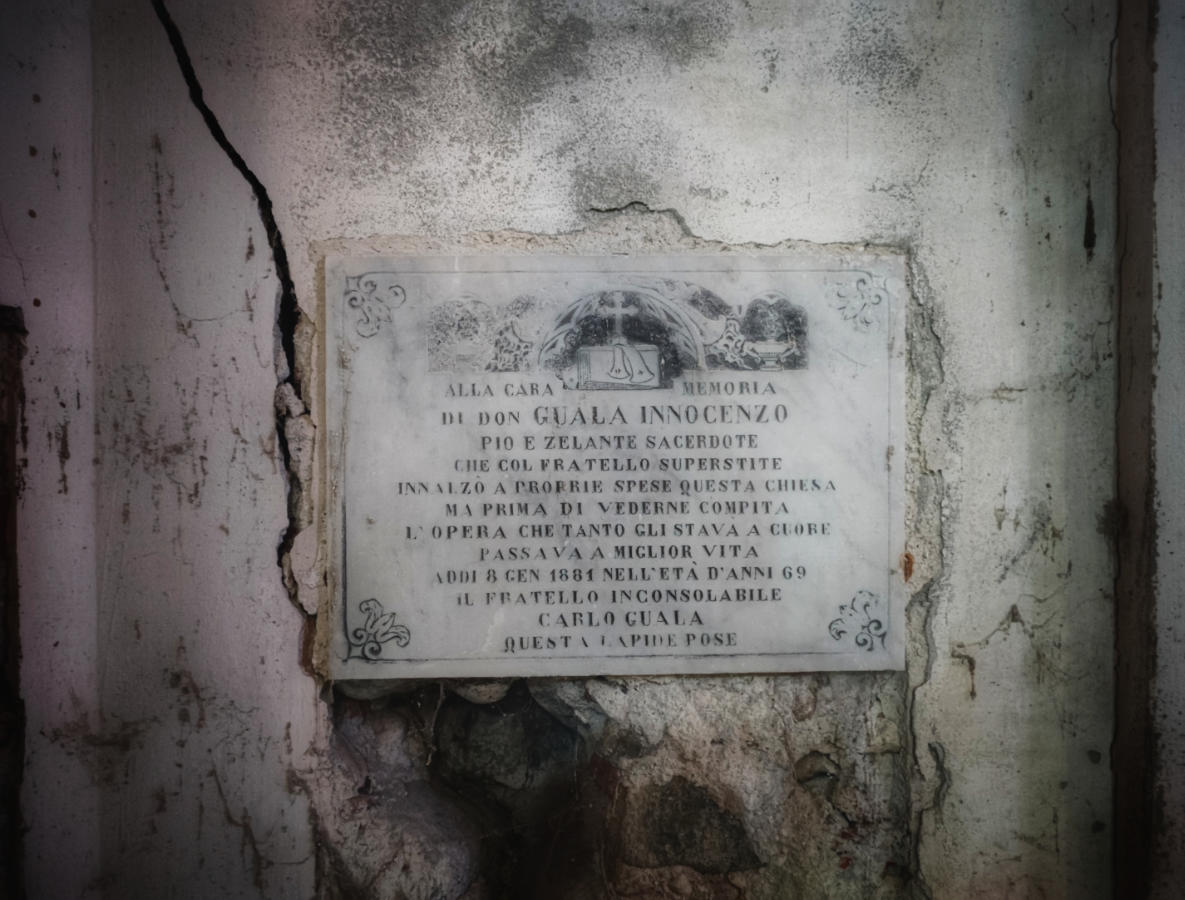 ALLA CARA MEMORIA
DI DON GUALA INNOCENZO
PIO E ZELANTE SACERDOTE
CHE COL FRATELLO SUPERSTITE
INNALZÒ A PROPRIE SPESE QUESTA CHIESA
MA PRIMA DI VEDERNE COMPITA
L'OPERA CHE TANTO GLI STAVA A CUORE
PASSAVA A MIGLIOR VITA
ADDI 8 GEN 1881 NELL'ETÀ D'ANNI 69
IL FRATELLO INCONSOLABILE
CARLO GUALA
QUESTA LAPIDE POSE